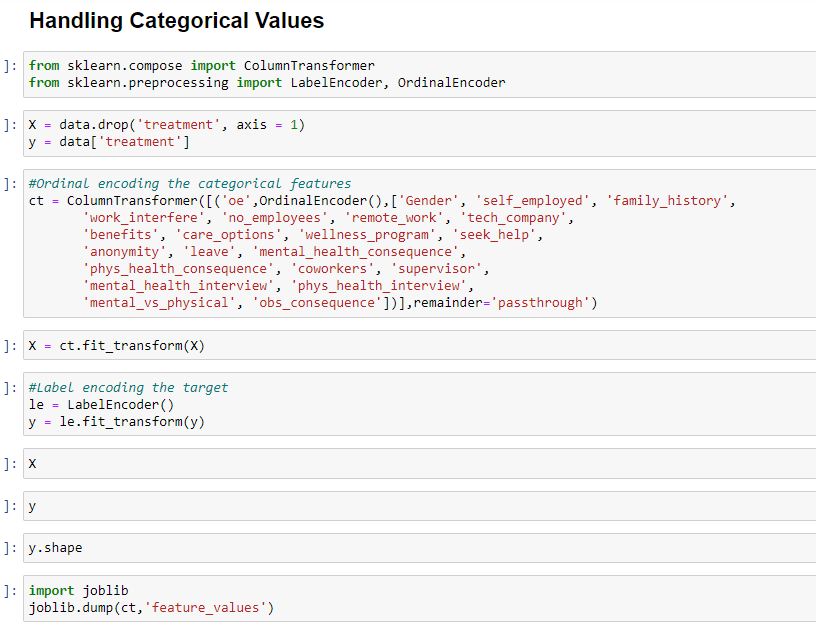 Handling Categorical Values
]: from sklearn.compose import ColumnTransformer
from sklearn.preprocessing import LabelEncoder, OrdinalEncoder
]: X = data.drop('treatment', axis = 1)
y = data['treatment']
]: #Ordinal encoding the categorical features
ct = ColumnTransformer([('oe',OrdinalEncoder(),['Gender', 'self_employed', 'family_history',
'work_interfere', 'no_employees', 'remote_work', 'tech_company',
'benefits', 'care_options', 'wellness_program', 'seek_help',
'anonymity', 'leave', 'mental_health_consequence',
'phys_health_consequence', 'coworkers', 'supervisor',
'mental_health_interview', 'phys_health_interview',
'mental_vs_physical', 'obs_consequence'])],remainder='passthrough')
]: X = ct.fit_transform(X)
]: #Label encoding the target
le = LabelEncoder()
y = le.fit_transform(y)
]: X
]: y
]: y.shape
]: import joblib
joblib.dump(ct,'feature_values')